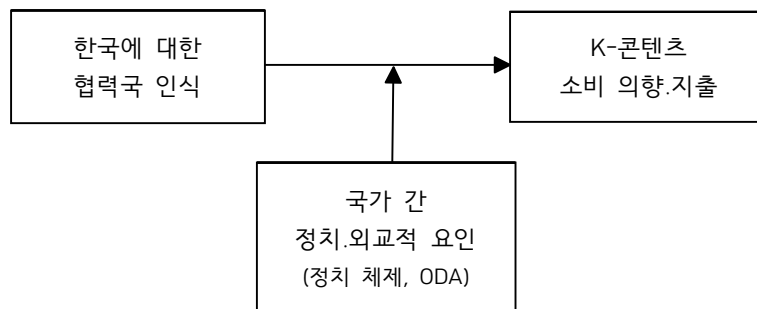 한국에 대한
협력국 인식
K-콘텐츠
소비 의향.지출
국가 간
정치.외교적 요인
(정치 체제, ODA)